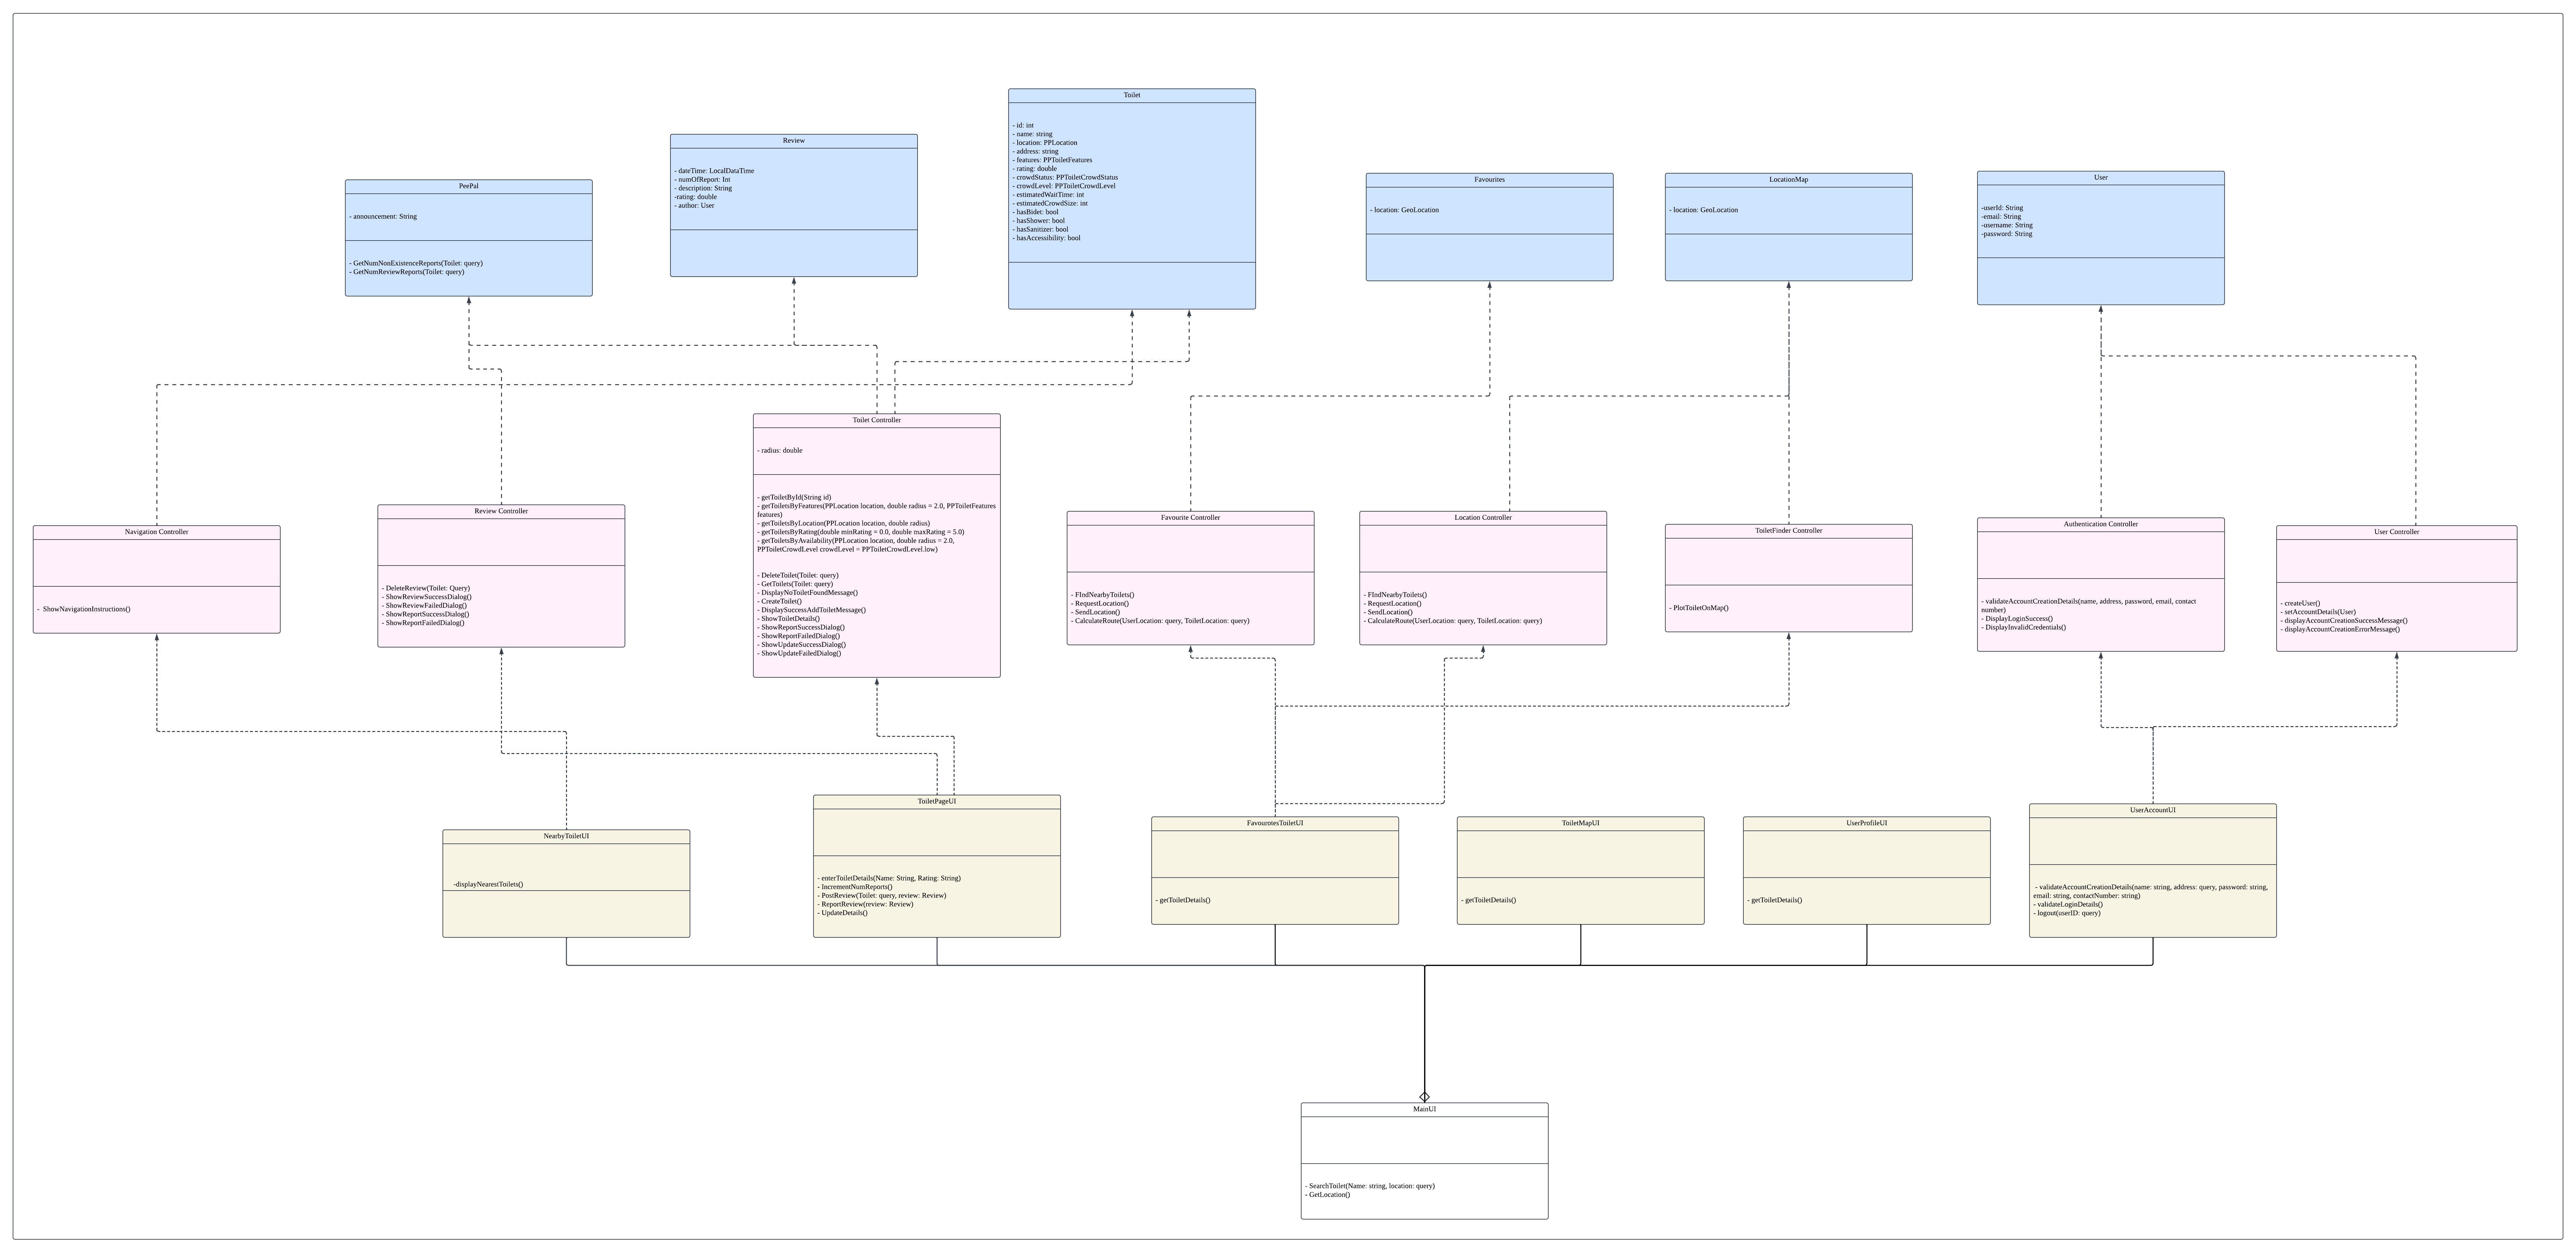 Toilet
- id: int
- name: string
- location: PPLocation
- address: string
- features: PPToiletFeatures
- rating: double
- crowdStatus: PPToiletCrowdStatus
- crowdLevel: PPToiletCrowdLevel
- estimatedWaitTime: int
- estimatedCrowdSize: int
- hasBidet: bool
- hasShower: bool
- hasSanitizer: bool
- hasAccessibility: bool
Review
- dateTime: LocalDataTime
- numOfReport: Int
- description: String
-rating: double
- author: User
PeePal
- announcement: String
- GetNumNonExistenceReports(Toilet: query)
- GetNumReviewReports(Toilet: query)
Favourites
- location: GeoLocation
LocationMap
- location: GeoLocation
User
-userId: String
-email: String
-username: String
-password: String
Navigation Controller
- ShowNavigationInstructions()
Review Controller
- DeleteReview(Toilet: Query)
- ShowReviewSuccessDialog()
- ShowReviewFailedDialog()
- ShowReportSuccessDialog()
- ShowReportFailedDialog()
Toilet Controller
- radius: double
- getToiletById(String id)
- getToiletsByFeatures(PPLocation location, double radius = 2.0, PPToiletFeatures
features)
- getToiletsByLocation(PPLocation location, double radius)
- getToiletsByRating(double minRating = 0.0, double maxRating = 5.0)
- getToiletsByAvailability(PPLocation location, double radius = 2.0,
PPToiletCrowdLevel crowdLevel = PPToiletCrowdLevel.low)
- DeleteToilet(Toilet: query)
- GetToilets(Toilet: query)
- DisplayNoToiletFoundMessage()
- CreateToilet()
- DisplaySuccessAddToiletMessage()
- ShowToiletDetails()
- ShowReportSuccessDialog()
- ShowReportFailedDialog()
- ShowUpdateSuccessDialog()
- ShowUpdateFailedDialog()
Favourite Controller
- FIndNearbyToilets()
- RequestLocation()
- SendLocation()
- CalculateRoute(UserLocation: query, ToiletLocation: query)
Location Controller
- FIndNearbyToilets()
- RequestLocation()
- SendLocation()
- CalculateRoute(UserLocation: query, ToiletLocation: query)
ToiletFinder Controller
- PlotToiletOnMap()
Authentication Controller
- validateAccountCreationDetails(name, address, password, email, contact
number)
- DisplayLoginSuccess()
- DisplayInvalidCredentials()
User Controller
- createUser()
- setAccountDetails(User)
- displayAccountCreationSuccessMessage()
- displayAccountCreationErrorMessage()
NearbyToiletUI
-displayNearestToilets()
ToiletPageUI
- enterToiletDetails(Name: String, Rating: String)
- IncrementNumReports()
- PostReview(Toilet: query, review: Review)
- ReportReview(review: Review)
- UpdateDetails()
FavourotesToiletUI
- getToiletDetails()
ToiletMapUI
- getToiletDetails()
UserProfileUI
- getToiletDetails()
UserAccountUI
- validateAccountCreationDetails(name: string, address: query, password: string,
email: string, contactNumber: string)
- validateLoginDetails()
- logout(userID: query)
MainUI
- SearchToilet(Name: string, location: query)
- GetLocation()